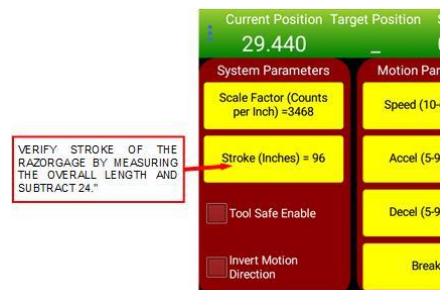 Current Position Target Position S
29.440 _
System Parameters
Motion Par
Scale Factor (Counts
per Inch) =3468
Speed (10-
VERIFY STROKE OF THE
RAZORGAGE BY MEASURING
THE OVERALL LENGTH AND
SUBTRACT 24."
Stroke (Inches) = 96
Accel (5-9
Tool Safe Enable
Decel (5-9
Invert Motion
Direction
Break